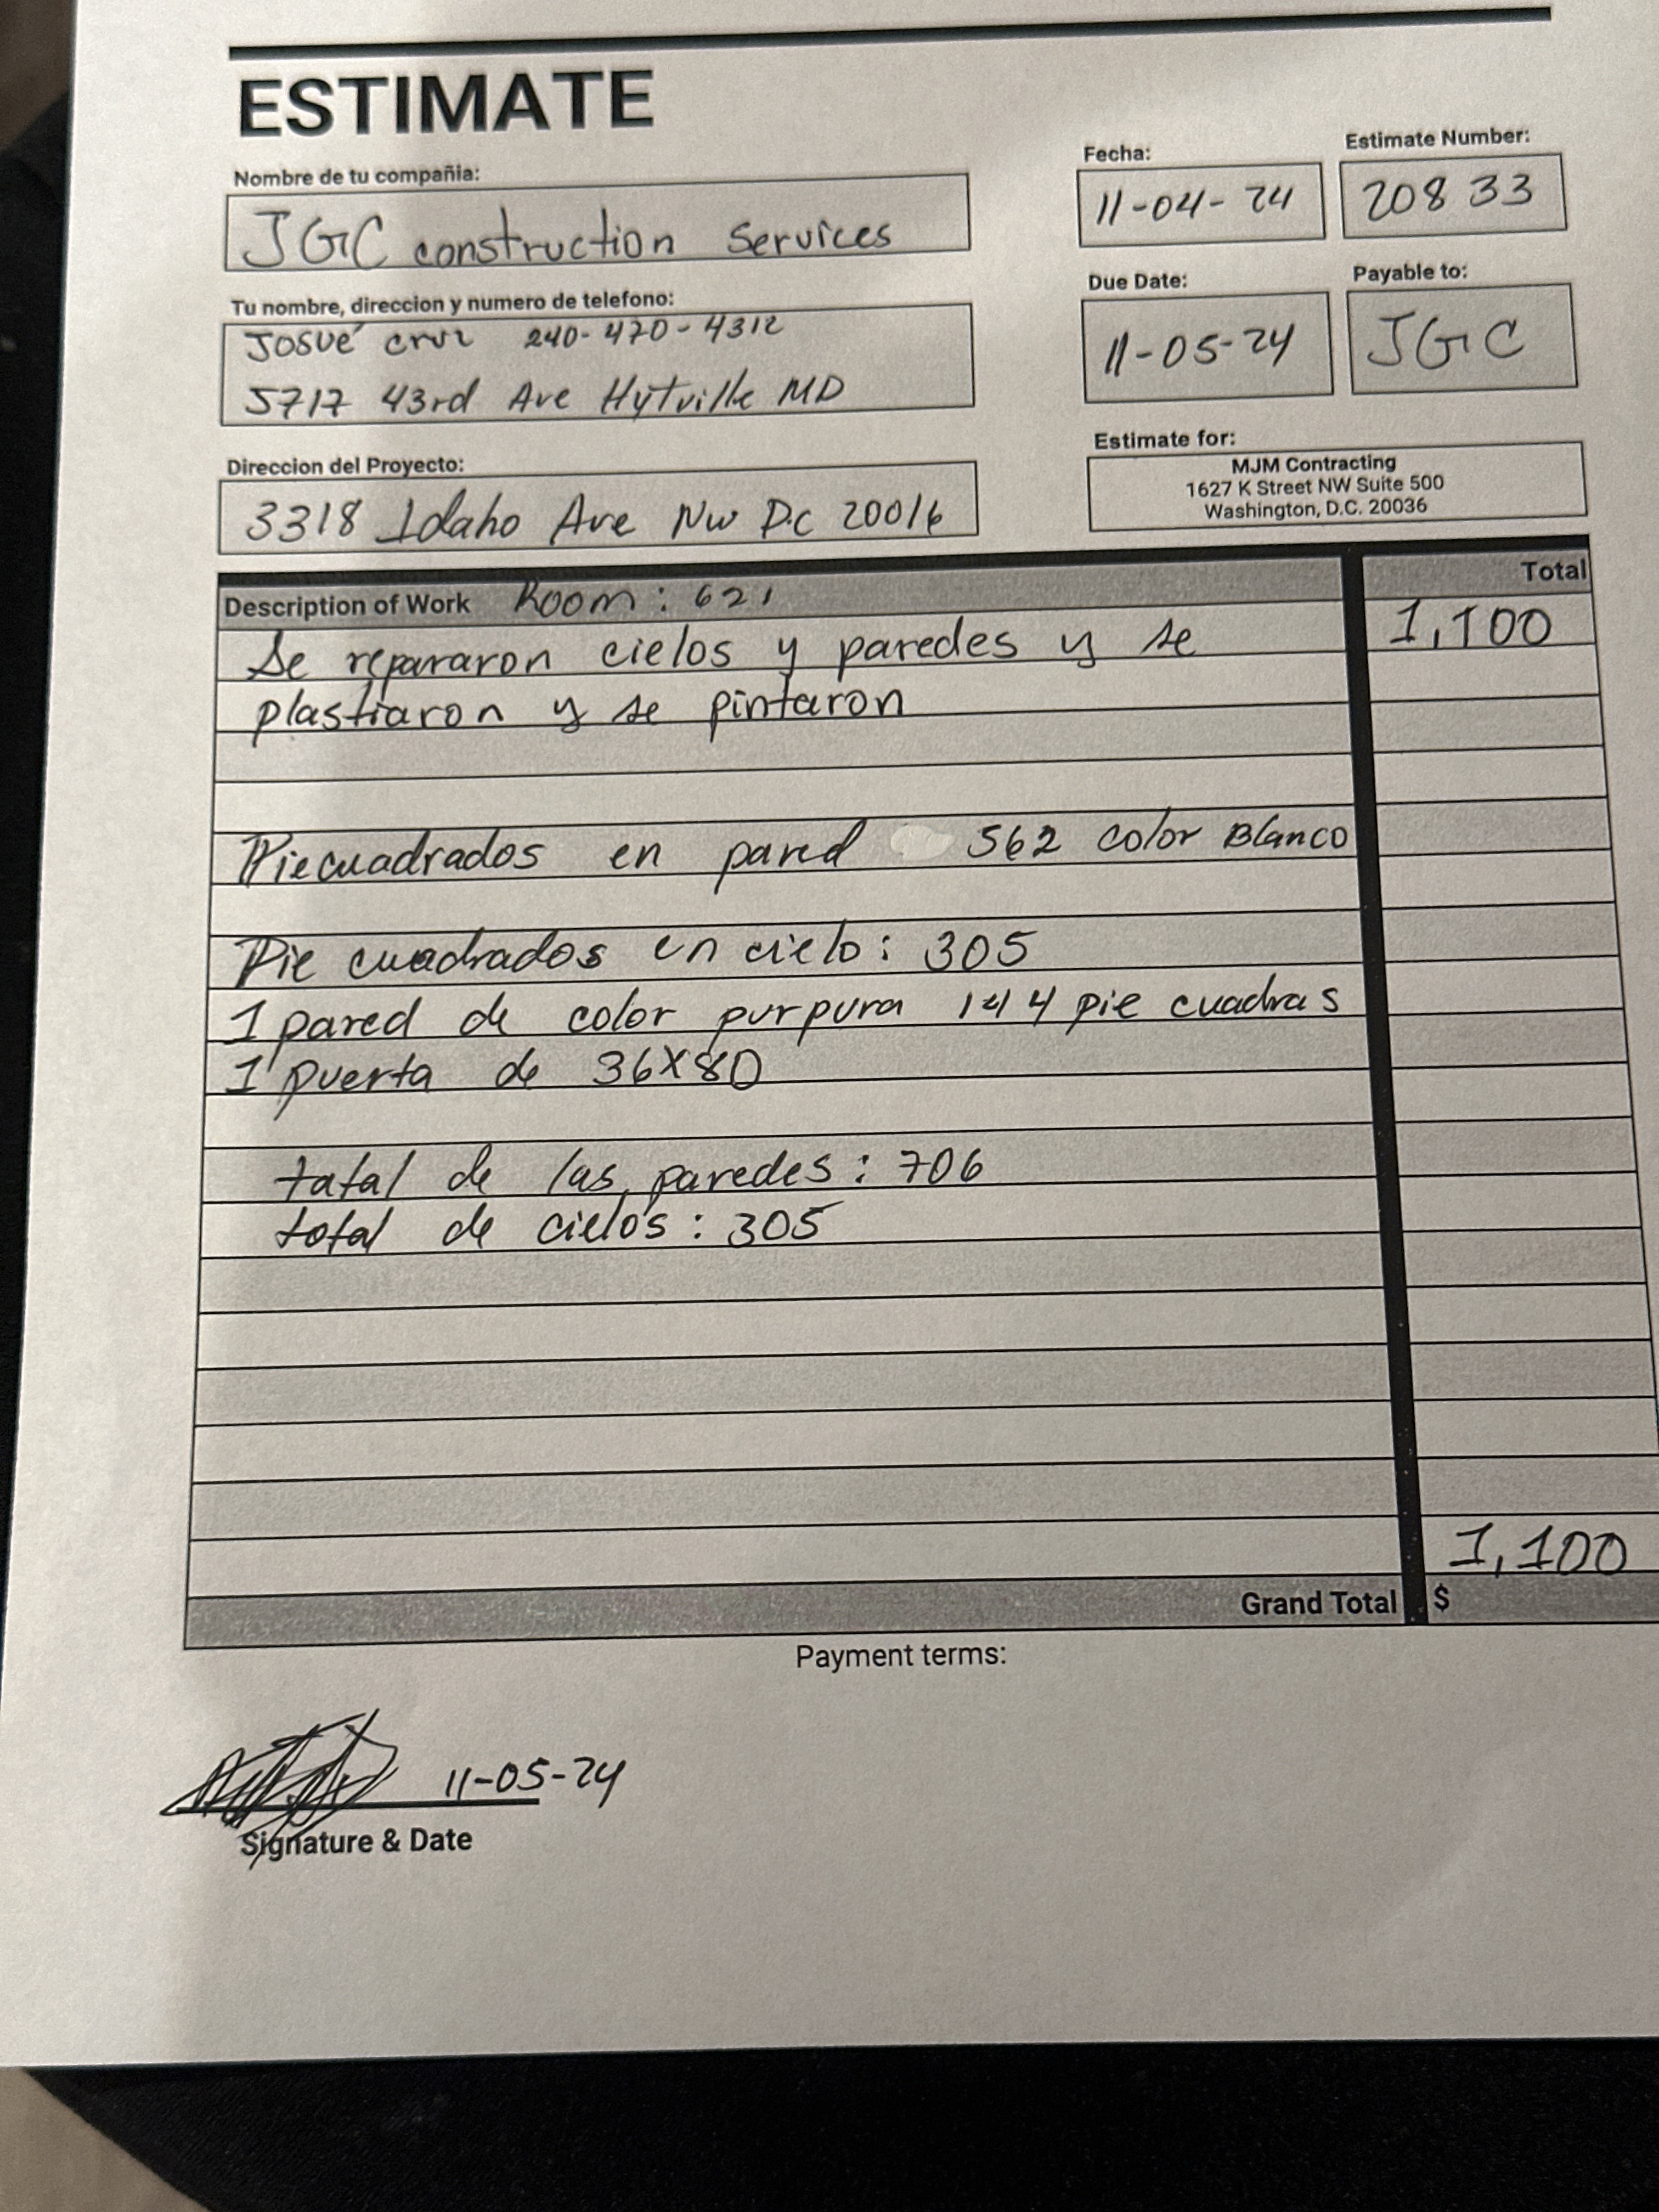 ESTIMATE
Nombre de tu compañia:
JGC construction Services
Fecha:
11-04-24
Estimate Number:
20833
Tu nombre, direccion y numero de telefono:
Josué cruz 240-470-4312
5717 43rd Ave Hytville MD
Due Date:
11-05-24
Payable to:
JGC
Direccion del Proyecto:
3318 Idaho Ave NW D.C 20016
Estimate for:
MJM Contracting
1627 K Street NW Suite 500
Washington, D.C. 20036
Description of Work Room: 621
Total
Se repararon cielos y paredes y se 1,100
plastiaron y se pintaron
Piecuadrados en pared 562 color Blanco
Pie cuadrados en cielo: 305
1 pared de color purpura 144 pie cuadras
1 puerta de 36x80
tatal de las paredes: 706
total de cielos: 305
1,100
Grand Total $
Payment terms:
11-05-24
Signature & Date